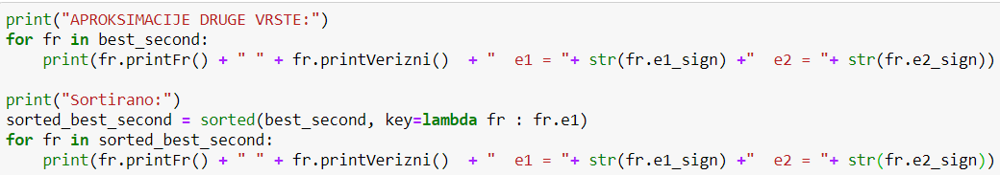 print("APROKSIMACIJE DRUGE VRSTE:")
for fr in best_second:
    print(fr.printFr() + " " + fr.printVerizni()  + "  e1 = "+ str(fr.e1_sign) +"  e2 = "+ str(fr.e2_sign))

print("Sortirano:")
sorted_best_second = sorted(best_second, key=lambda fr : fr.e1)
for fr in sorted_best_second:
    print(fr.printFr() + " " + fr.printVerizni()  + "  e1 = "+ str(fr.e1_sign) +"  e2 = "+ str(fr.e2_sign))